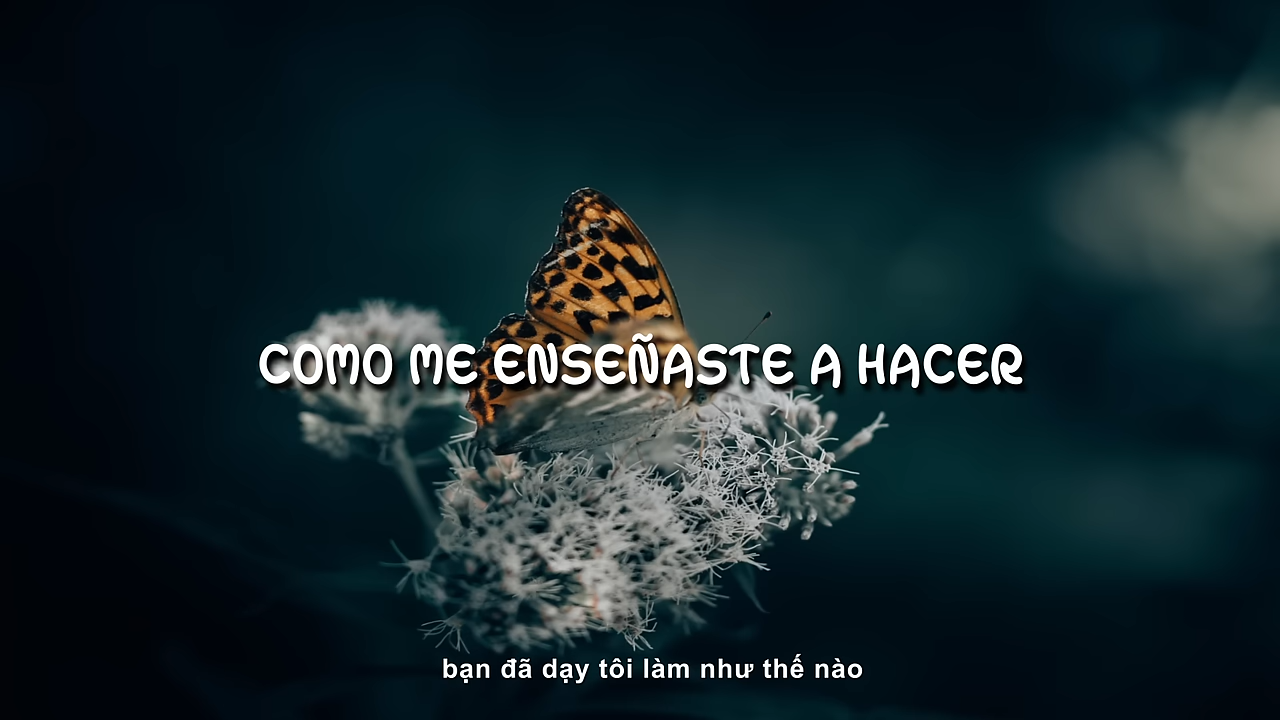 COMO ME ENSEÑASTE A HACER
bạn đã dạy tôi làm như thế nào